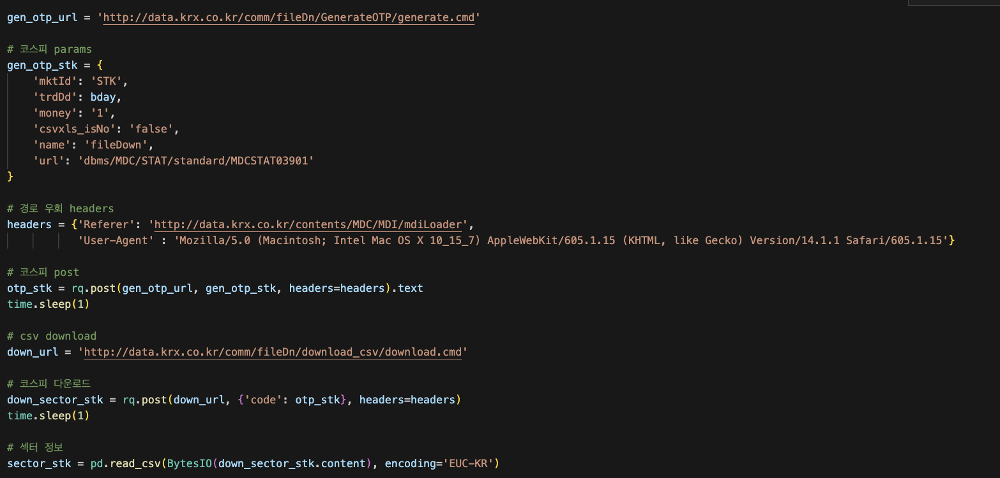 gen_otp_url = 'http://data.krx.co.kr/comm/fileDn/GenerateOTP/generate.cmd'
# 코스피 params
gen_otp_stk = {
    'mktId': 'STK',
    'trdDd': bday,
    'money': '1',
    'csvxls_isNo': 'false',
    'name': 'fileDown',
    'url': 'dbms/MDC/STAT/standard/MDCSTAT03901'
}
# 경로 우회 headers
headers = {'Referer': 'http://data.krx.co.kr/contents/MDC/MDI/mdiLoader',
           'User-Agent' : 'Mozilla/5.0 (Macintosh; Intel Mac OS X 10_15_7) AppleWebKit/605.1.15 (KHTML, like Gecko) Version/14.1.1 Safari/605.1.15'}
# 코스피 post
otp_stk = rq.post(gen_otp_url, gen_otp_stk, headers=headers).text
time.sleep(1)
# csv download
down_url = 'http://data.krx.co.kr/comm/fileDn/download_csv/download.cmd'
# 코스피 다운로드
down_sector_stk = rq.post(down_url, {'code': otp_stk}, headers=headers)
time.sleep(1)
# 섹터 정보
sector_stk = pd.read_csv(BytesIO(down_sector_stk.content), encoding='EUC-KR')